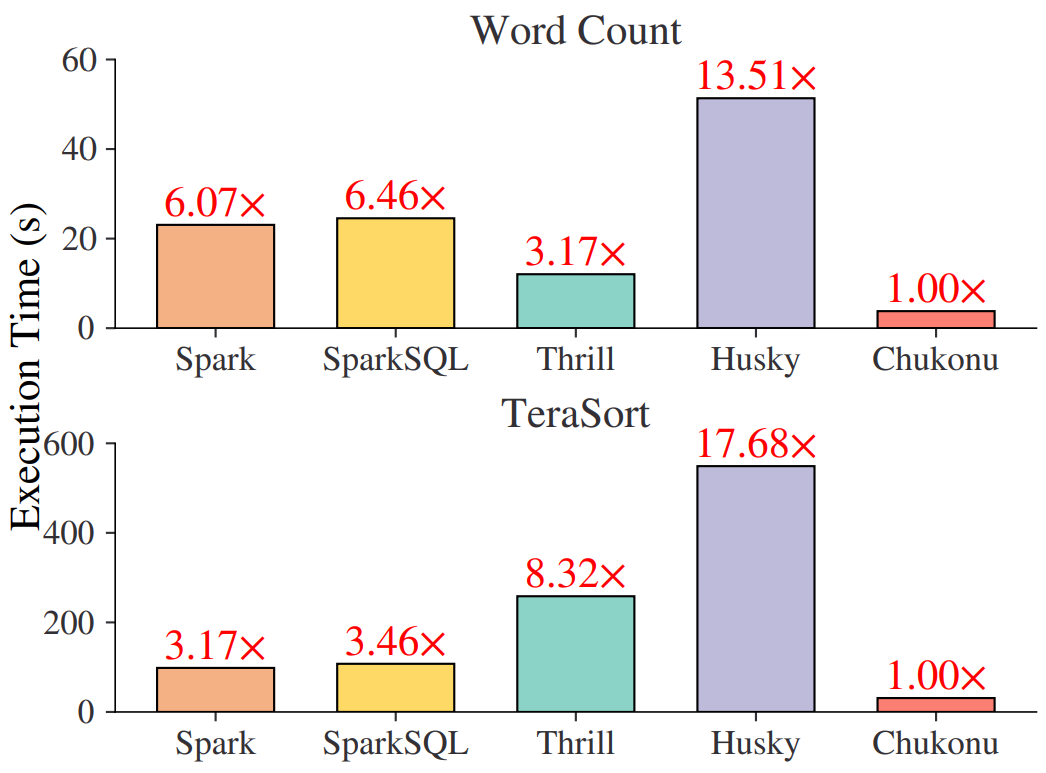 Word Count
Execution Time (s)
60
40
20
0
6.07×
6.46×
3.17×
13.51×
1.00×
Spark
SparkSQL
Thrill
Husky
Chukonu
TeraSort
600
400
200
0
3.17×
3.46×
8.32×
17.68×
1.00×
Spark
SparkSQL
Thrill
Husky
Chukonu